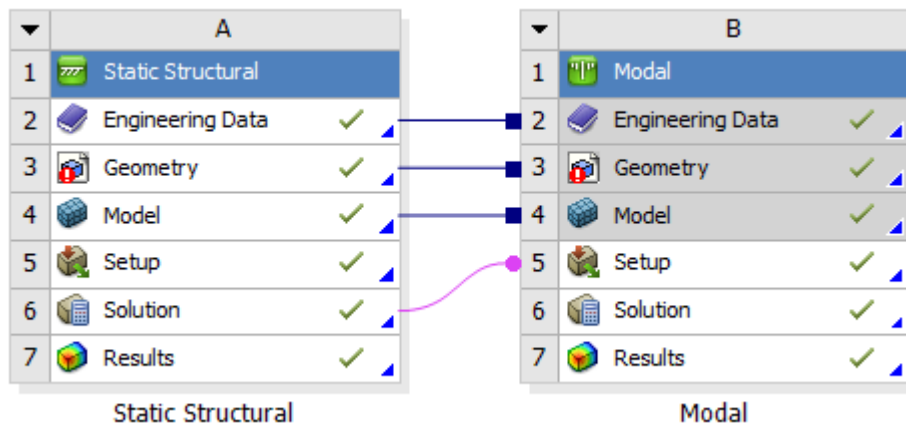 A
1 Static Structural
2 Engineering Data
3 Geometry
4 Model
5 Setup
6 Solution
7 Results
Static Structural
B
1 Modal
2 Engineering Data
3 Geometry
4 Model
5 Setup
6 Solution
7 Results
Modal